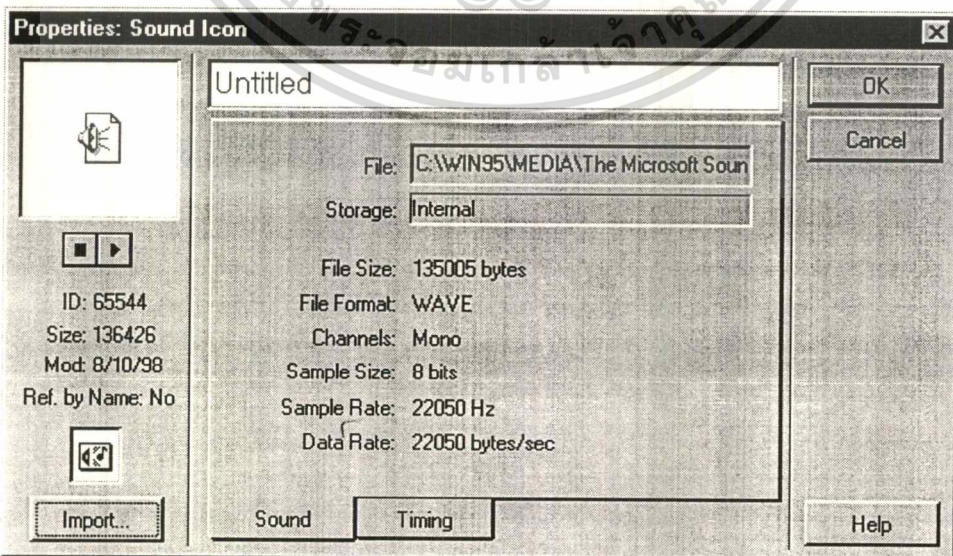 Properties: Sound Icon
Untitled
OK
Cancel
File: C:\WIN95\MEDIA\The Microsoft Soun
Storage: Internal
File Size: 135005 bytes
File Format: WAVE
Channels: Mono
Sample Size: 8 bits
Sample Rate: 22050 Hz
Data Rate: 22050 bytes/sec
ID: 65544
Size: 136426
Mod: 8/10/98
Ref. by Name: No
Import...
Sound
Timing
Help